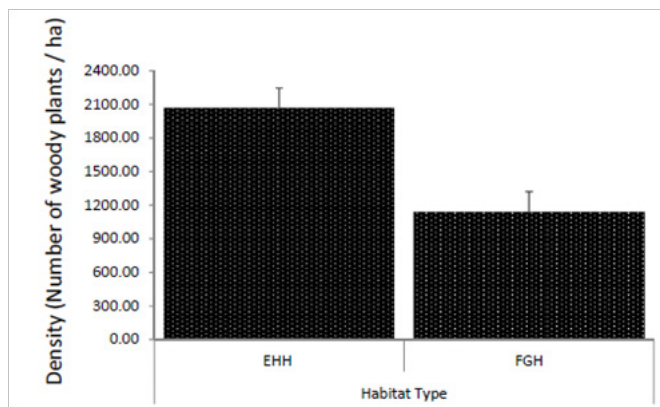 Density (Number of woody plants / ha)
2400.00
2100.00
1800.00
1500.00
1200.00
900.00
600.00
300.00
0.00
EHH
FGH
Habitat Type